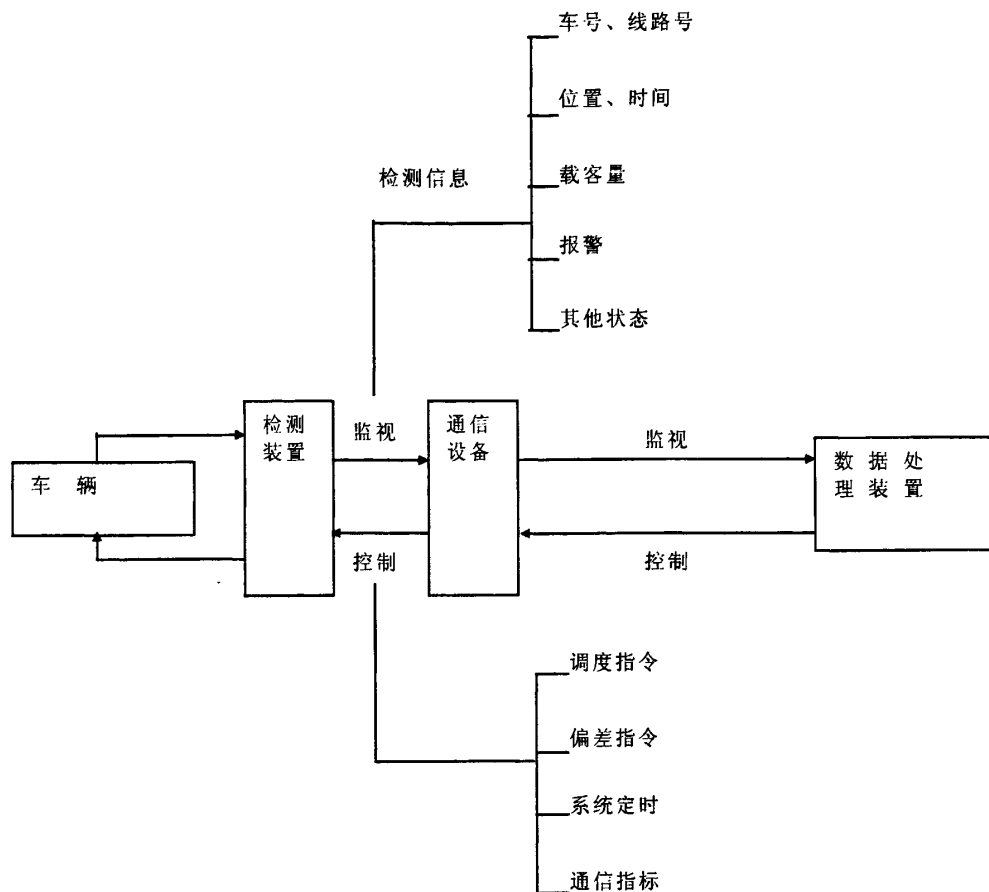 车号、线路号
位置、时间
检测信息
载客量
报警
其他状态
检测
装置
监视
通信
设备
监视
数据处
理装置
车辆
控制
控制
调度指令
偏差指令
系统定时
通信指标